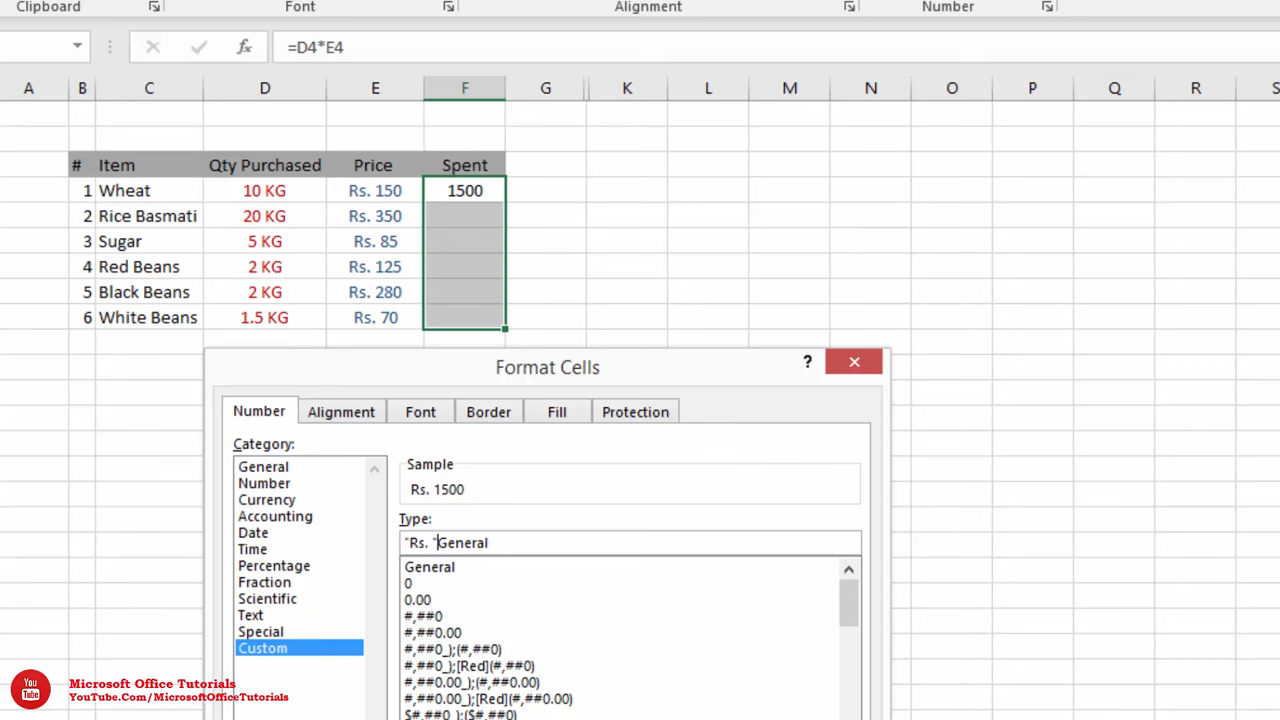 Clipboard Font Alignment Number
=D4*E4
A B C D E F G K L M N O P Q R S
# Item Qty Purchased Price Spent
1 Wheat 10 KG Rs. 150 1500
2 Rice Basmati 20 KG Rs. 350
3 Sugar 5 KG Rs. 85
4 Red Beans 2 KG Rs. 125
5 Black Beans 2 KG Rs. 280
6 White Beans 1.5 KG Rs. 70
Format Cells ?
Number Alignment Font Border Fill Protection
Category:
General
Number
Currency
Accounting
Date
Time
Percentage
Fraction
Scientific
Text
Special
Custom
Sample
Rs. 1500
Type:
"Rs. "General
General
0
0.00
#,##0
#,##0.00
#,##0_);(#,##0)
#,##0_);[Red](#,##0)
#,##0.00_);(#,##0.00)
#,##0.00_);[Red](#,##0.00)
$#,##0_);($#,##0)
You
Tube
Microsoft Office Tutorials
YouTube.Com/MicrosoftOfficeTutorials